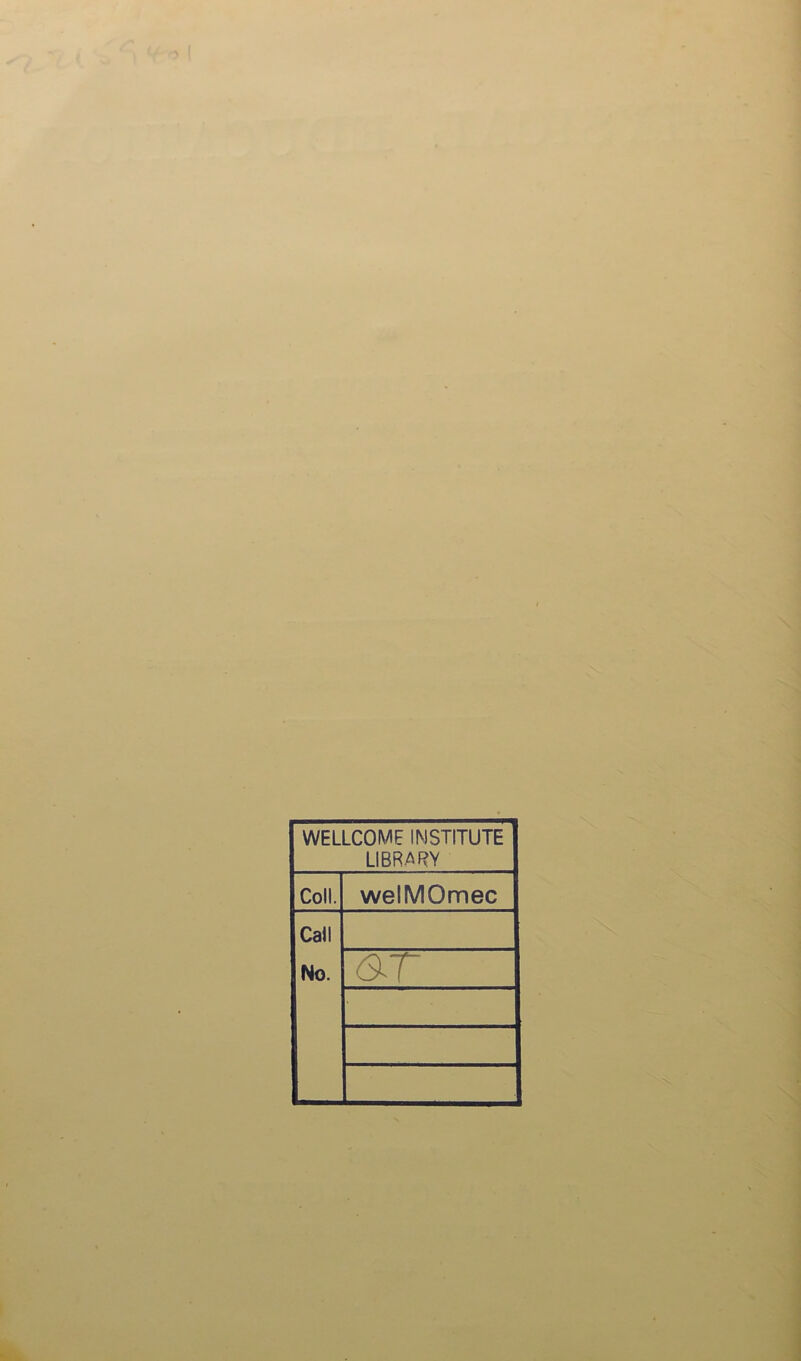 WELLCOME INSTITUTE
LIBRARY
Coll. welMOmec
Call
No. QT